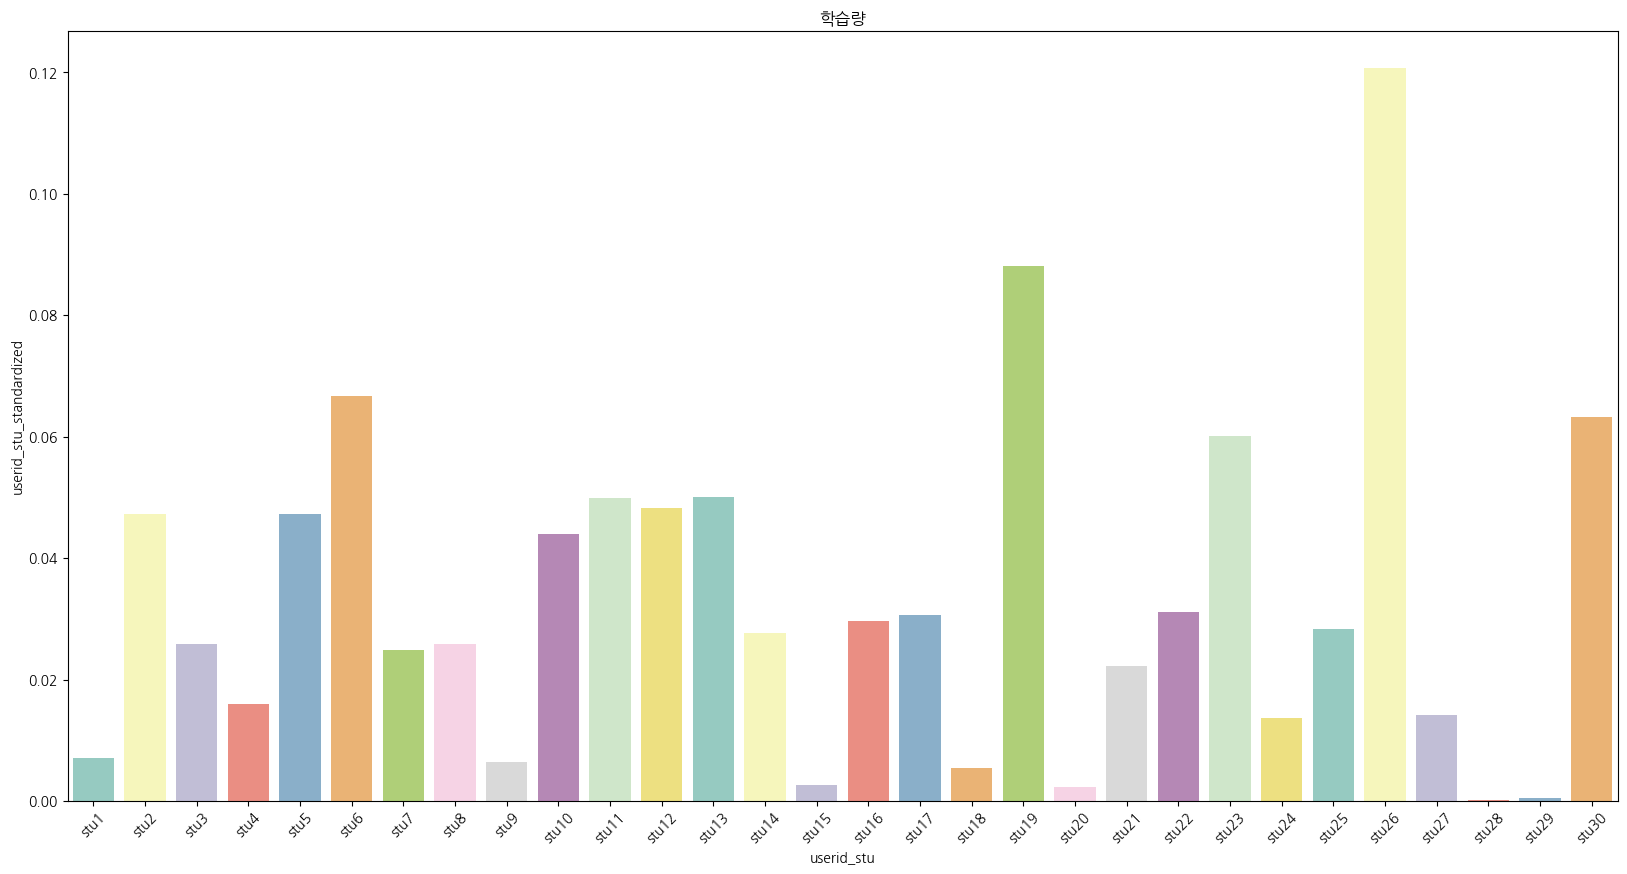 학습량
userid_stu_standardized
0.12
0.10
0.08
0.06
0.04
0.02
0.00
stu1 stu2 stu3 stu4 stu5 stu6 stu7 stu8 stu9 stu10 stu11 stu12 stu13 stu14 stu15 stu16 stu17 stu18 stu19 stu20 stu21 stu22 stu23 stu24 stu25 stu26 stu27 stu28 stu29 stu30
userid_stu